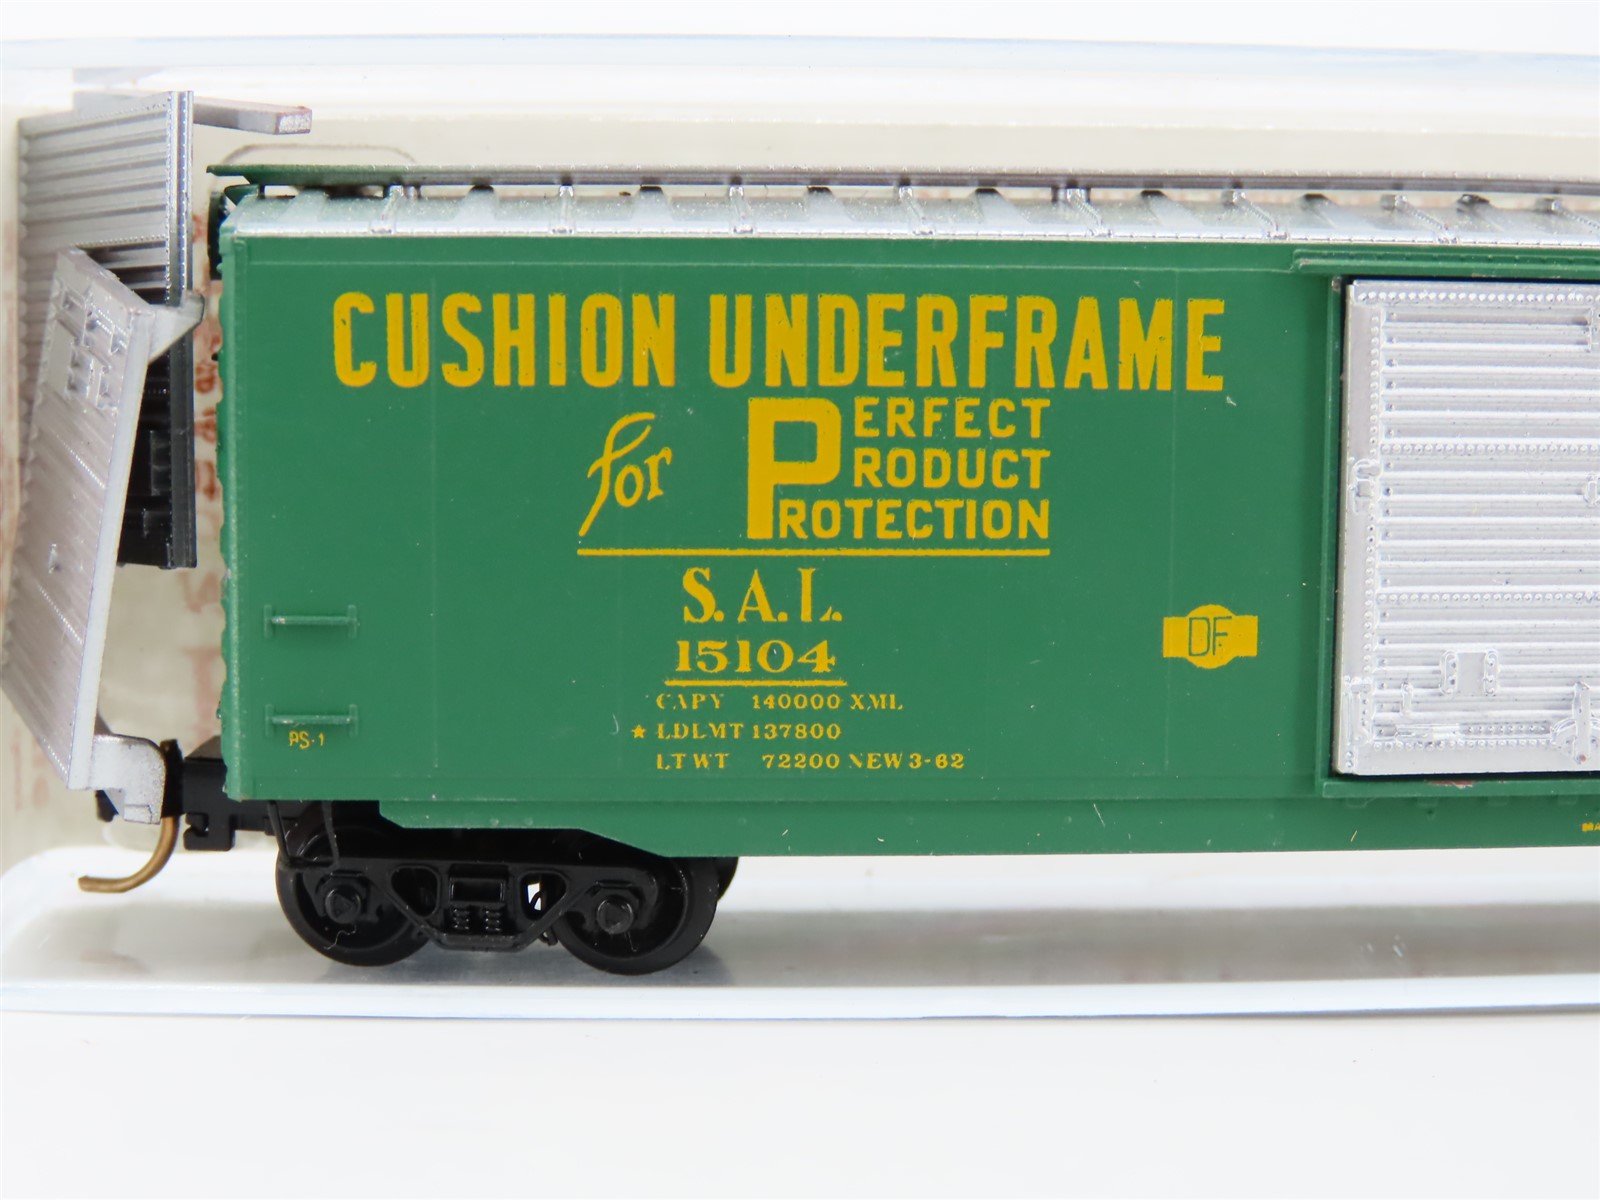 CUSHION UNDERFRAME
for PERFECT
PRODUCT
PROTECTION
S.A.L.
15104
CAPY 140000 XML
★ LDLMT 137800
LT WT 72200 NEW 3-62
DF
PS-1